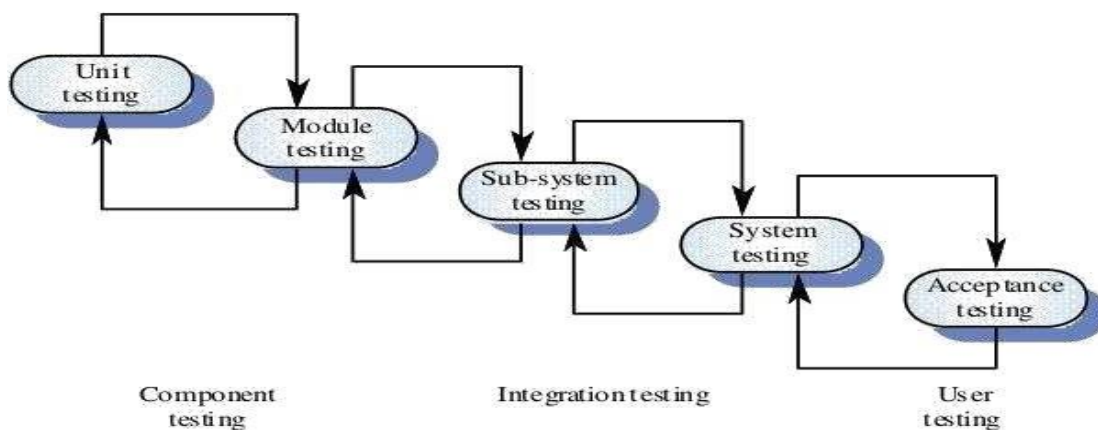 Unit
testing
Module
testing
Sub-system
testing
System
testing
Acceptance
testing
Component
testing
Integration testing
User
testing